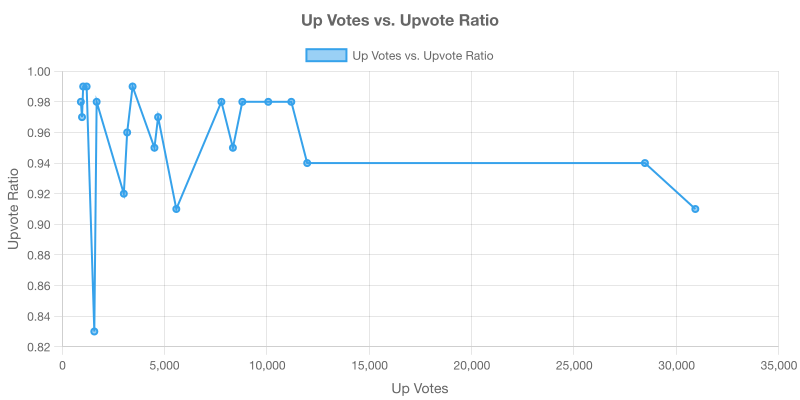 Up Votes vs. Upvote Ratio
Up Votes vs. Upvote Ratio
1.00
0.98
0.96
0.94
0.92
0.90
0.88
0.86
0.84
0.82
Upvote Ratio
0 5,000 10,000 15,000 20,000 25,000 30,000 35,000
Up Votes